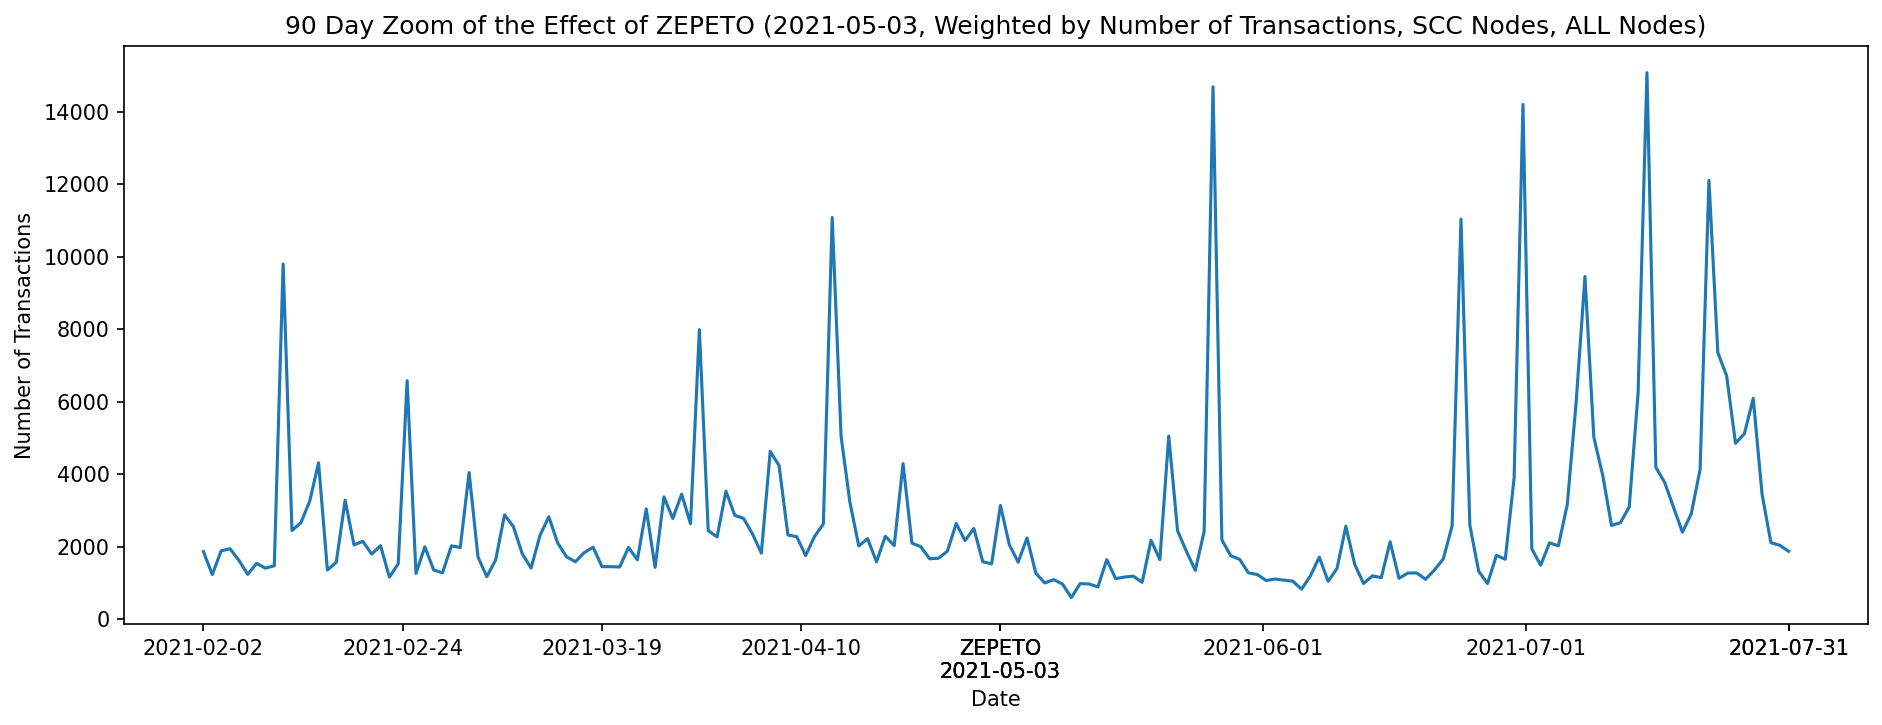 90 Day Zoom of the Effect of ZEPETO (2021-05-03, Weighted by Number of Transactions, SCC Nodes, ALL Nodes)
Number of Transactions
14000
12000
10000
8000
6000
4000
2000
0
2021-02-02 2021-02-24 2021-03-19 2021-04-10 ZEPETO 2021-06-01 2021-07-01 2021-07-31
2021-05-03
Date